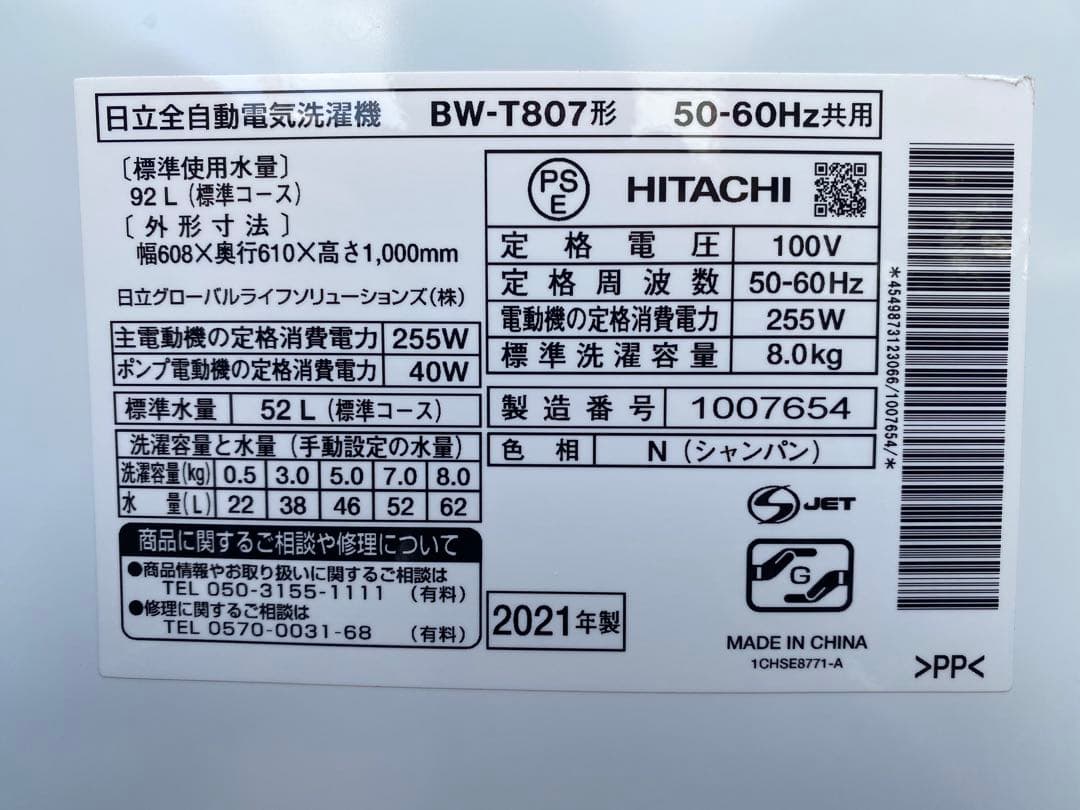 日立全自動電気洗濯機 BW-T807形 50-60Hz共用
〔標準使用水量〕
92 L (標準コース)
〔外形寸法〕
幅608×奥行610×高さ1,000mm
日立グローバルライフソリューションズ(株)
主電動機の定格消費電力 255W
ポンプ電動機の定格消費電力 40W
標準水量 52 L (標準コース)
洗濯容量と水量 (手動設定の水量)
洗濯容量(kg) 0.5 3.0 5.0 7.0 8.0
水量(L) 22 38 46 52 62
商品に関するご相談や修理について
●商品情報やお取り扱いに関するご相談は
TEL 050-3155-1111 (有料)
●修理に関するご相談は
TEL 0570-0031-68 (有料)
PS
E
HITACHI
定格電圧 100V
定格周波数 50-60Hz
電動機の定格消費電力 255W
標準洗濯容量 8.0kg
製造番号 1007654
色相 N (シャンパン)
S JET
G
2021年製
MADE IN CHINA
1CHSE8771-A
*4549873123066/1007654/*
>PP<